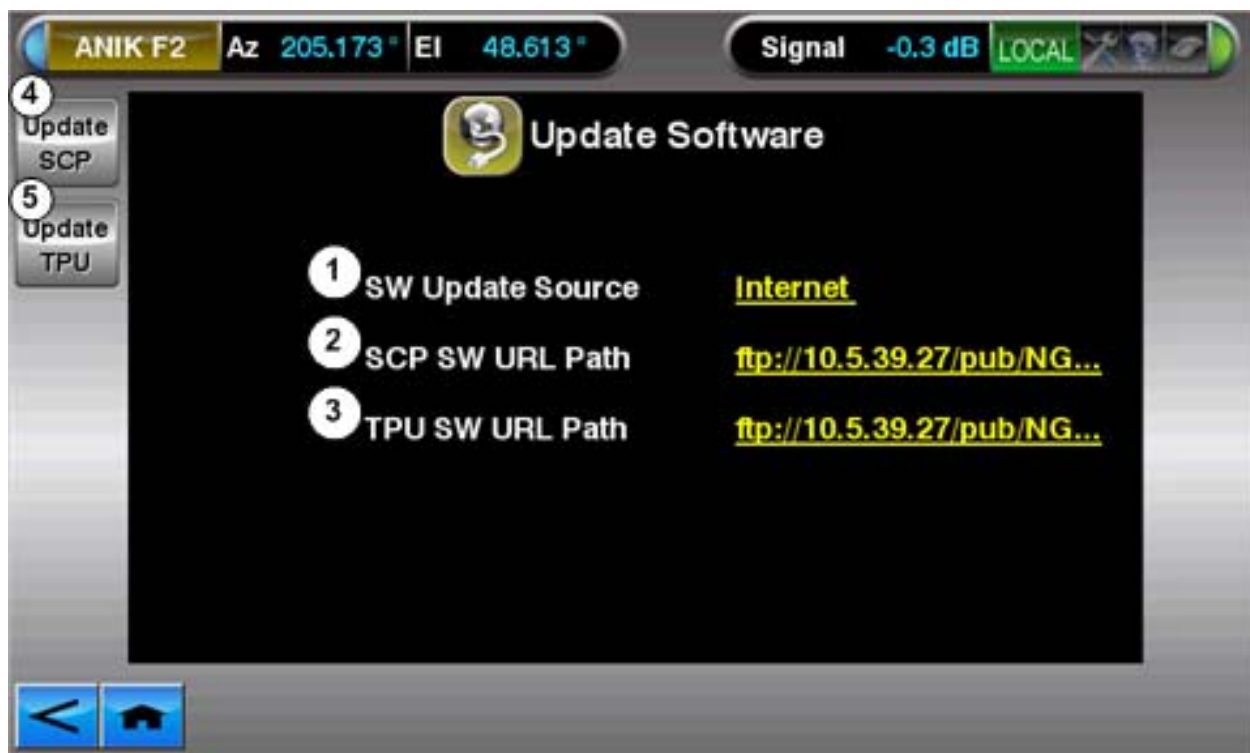 ANIK F2 Az 205.173° El 48.613° Signal -0.3 dB LOCAL
4
Update
SCP
5
Update
TPU
Update Software
1 SW Update Source Internet
2 SCP SW URL Path ftp://10.5.39.27/pub/NG...
3 TPU SW URL Path ftp://10.5.39.27/pub/NG...